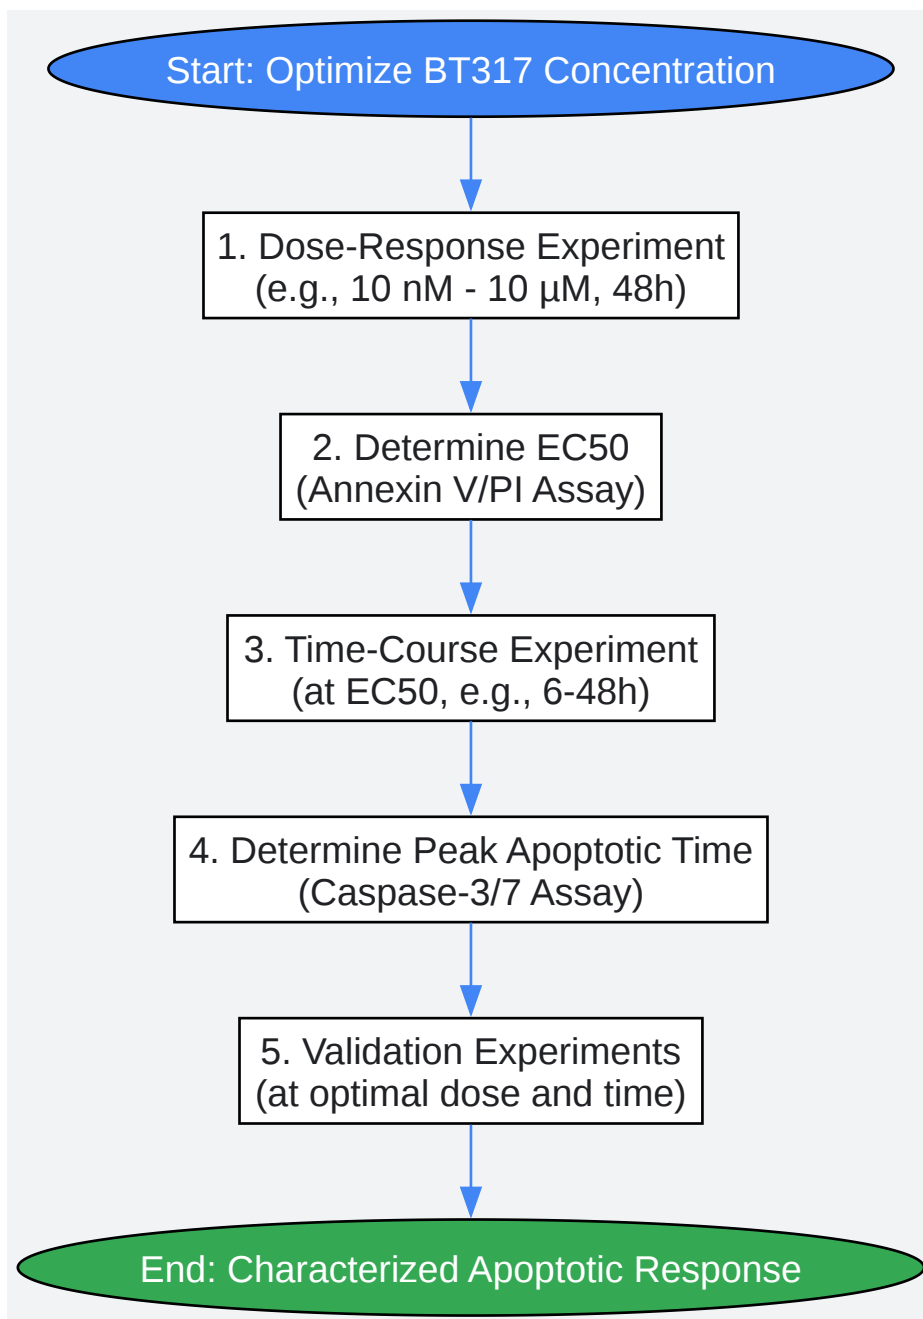 Start: Optimize BT317 Concentration
1. Dose-Response Experiment
(e.g., 10 nM - 10 µM, 48h)
2. Determine EC50
(Annexin V/PI Assay)
3. Time-Course Experiment
(at EC50, e.g., 6-48h)
4. Determine Peak Apoptotic Time
(Caspase-3/7 Assay)
5. Validation Experiments
(at optimal dose and time)
End: Characterized Apoptotic Response